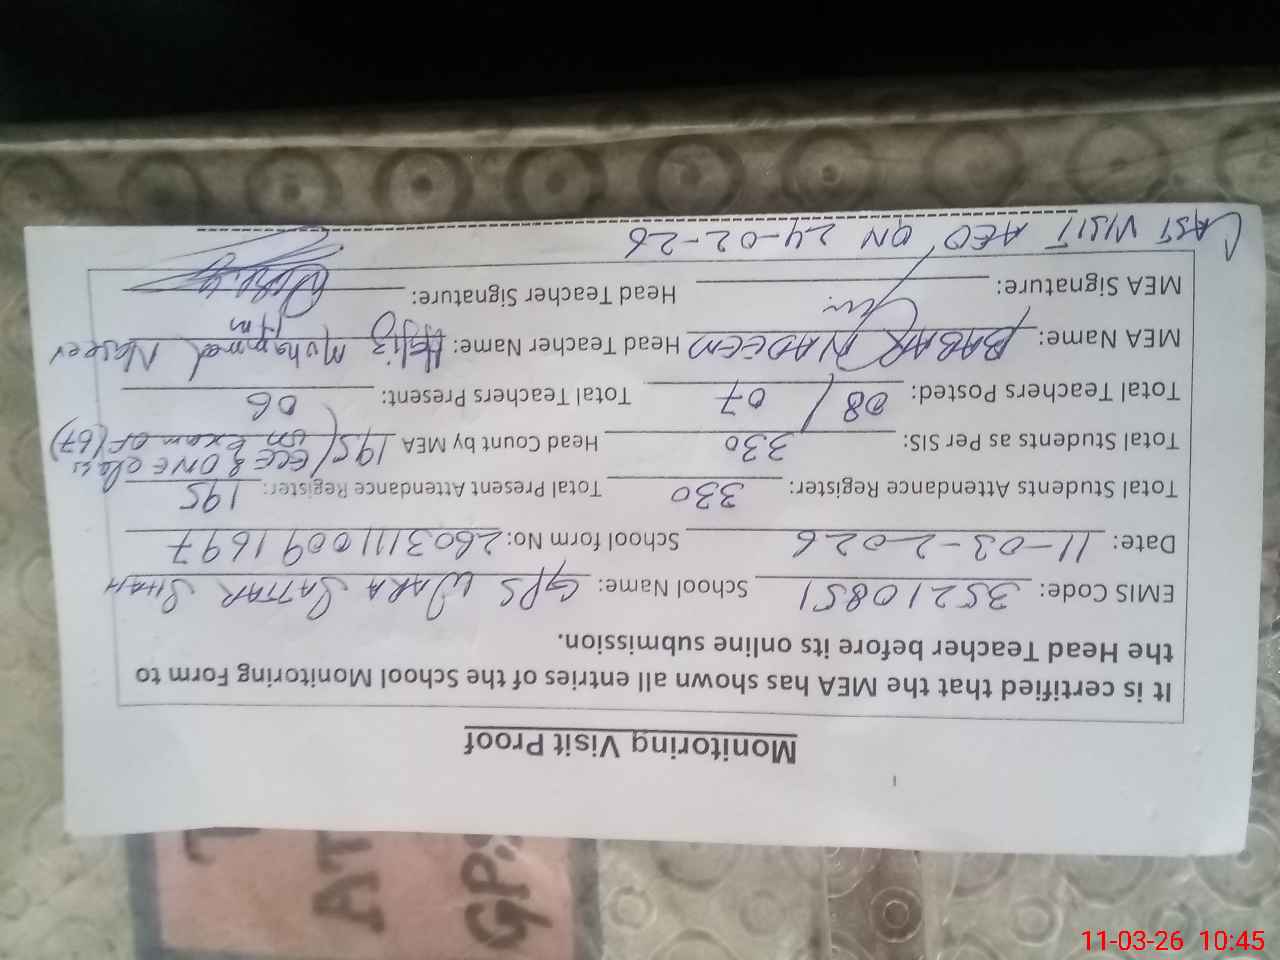 Monitoring Visit Proof
It is certified that the MEA has shown all entries of the School Monitoring Form to
the Head Teacher before its online submission.
EMIS Code: 35210851 School Name: GPS WARA SATTAR SHAH
Date: 11-03-2026 School form No: 2603111009 1697
Total Students Attendance Register: 330 Total Present Attendance Register: 195
Total Students as Per SIS: 330 Head Count by MEA 195 (ECE & ONE class on exam OF (67)
Total Teachers Posted: 08 / 07 Total Teachers Present: 06
MEA Name: BABAR NADEEM Head Teacher Name: Hafiz Muhammad Naseer
MEA Signature: Head Teacher Signature:
LAST VISIT AEO ON 24-02-26
GPS
AT
11-03-26 10:45